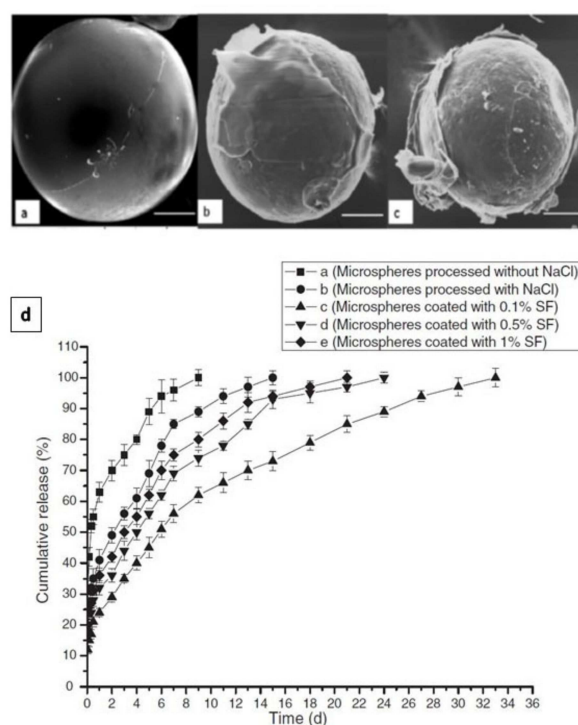 a
b
c
d
a (Microspheres processed without NaCl)
b (Microspheres processed with NaCl)
c (Microspheres coated with 0.1% SF)
d (Microspheres coated with 0.5% SF)
e (Microspheres coated with 1% SF)
110
100
90
80
70
60
50
40
30
20
10
0
Cumulative release (%)
0 2 4 6 8 10 12 14 16 18 20 22 24 26 28 30 32 34 36
Time (d)